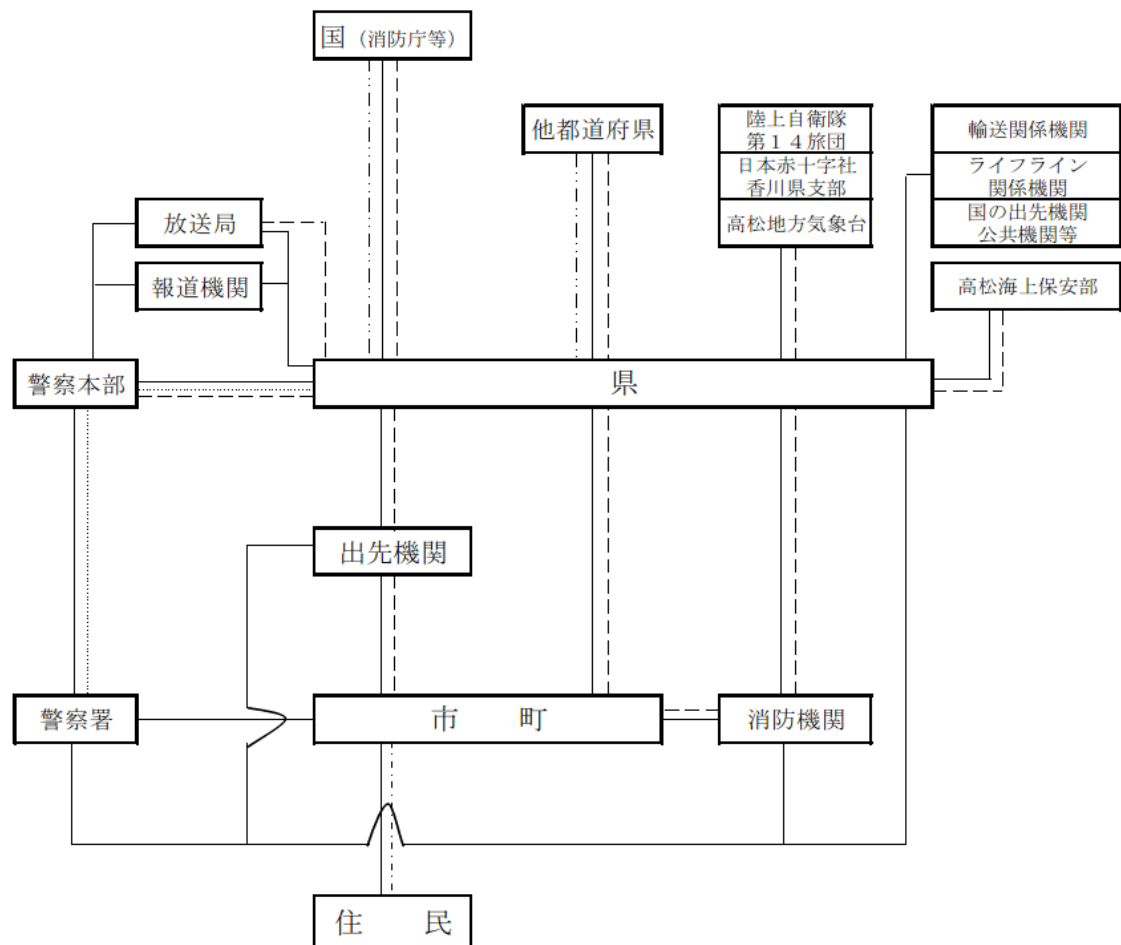 国（消防庁等）
他都道府県
陸上自衛隊
第１４旅団
日本赤十字社
香川県支部
高松地方気象台
輸送関係機関
ライフライン
関係機関
国の出先機関
公共機関等
放送局
報道機関
高松海上保安部
警察本部
県
出先機関
警察署
市　町
消防機関
住　民